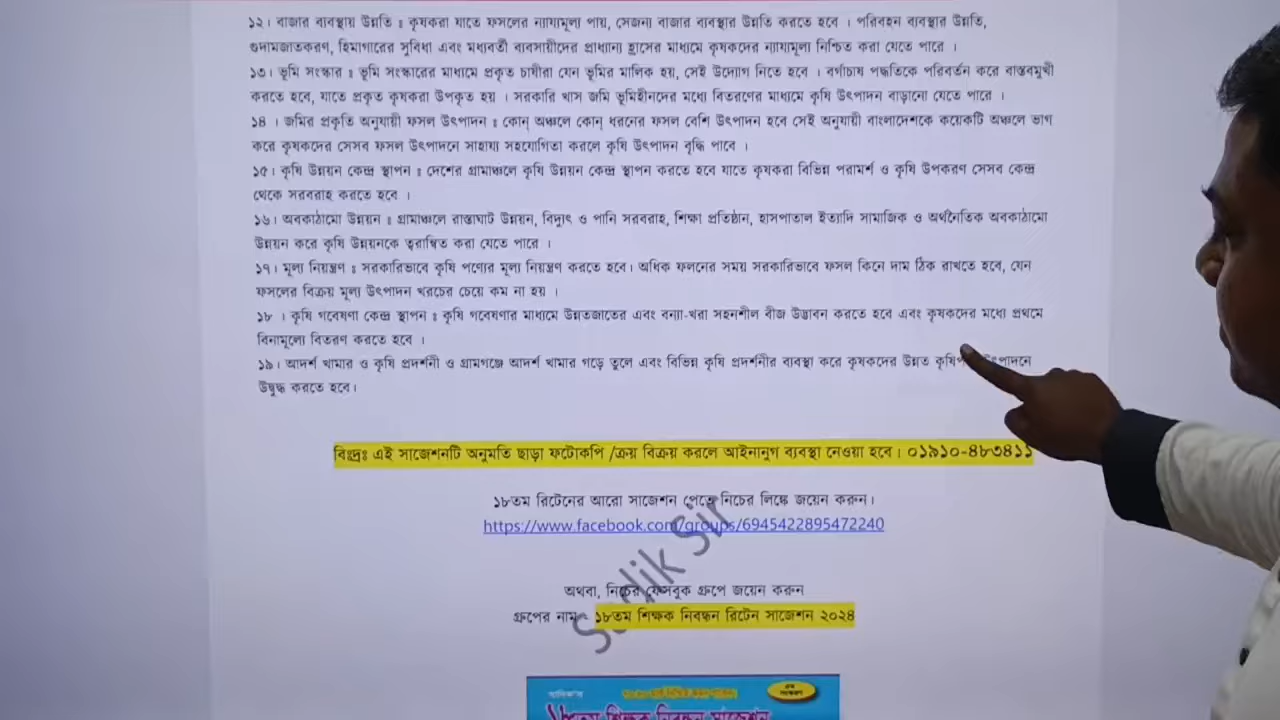 ১২। বাজার ব্যবস্থায় উন্নতি ঃ কৃষকরা যাতে ফসলের ন্যায্যমূল্য পায়, সেজন্য বাজার ব্যবস্থার উন্নতি করতে হবে । পরিবহন ব্যবস্থার উন্নতি,
গুদামজাতকরণ, হিমাগারের সুবিধা এবং মধ্যবর্তী ব্যবসায়ীদের প্রাধ্যান্য হ্রাসের মাধ্যমে কৃষকদের ন্যায্যমূল্য নিশ্চিত করা যেতে পারে ।
১৩। ভূমি সংস্কার ঃ ভূমি সংস্কারের মাধ্যমে প্রকৃত চাষীরা যেন ভূমির মালিক হয়, সেই উদ্যোগ নিতে হবে । বর্গাচাষ পদ্ধতিকে পরিবর্তন করে বাস্তবমুখী
করতে হবে, যাতে প্রকৃত কৃষকরা উপকৃত হয় । সরকারি খাস জমি ভূমিহীনদের মধ্যে বিতরণের মাধ্যমে কৃষি উৎপাদন বাড়ানো যেতে পারে ।
১৪ । জমির প্রকৃতি অনুযায়ী ফসল উৎপাদন ঃ কোন্ অঞ্চলে কোন্ ধরনের ফসল বেশি উৎপাদন হবে সেই অনুযায়ী বাংলাদেশকে কয়েকটি অঞ্চলে ভাগ
করে কৃষকদের সেসব ফসল উৎপাদনে সাহায্য সহযোগিতা করলে কৃষি উৎপাদন বৃদ্ধি পাবে ।
১৫। কৃষি উন্নয়ন কেন্দ্র স্থাপন ঃ দেশের গ্রামাঞ্চলে কৃষি উন্নয়ন কেন্দ্র স্থাপন করতে হবে যাতে কৃষকরা বিভিন্ন পরামর্শ ও কৃষি উপকরণ সেসব কেন্দ্র
থেকে সরবরাহ করতে হবে ।
১৬। অবকাঠামো উন্নয়ন ঃ গ্রামাঞ্চলে রাস্তাঘাট উন্নয়ন, বিদ্যুৎ ও পানি সরবরাহ, শিক্ষা প্রতিষ্ঠান, হাসপাতাল ইত্যাদি সামাজিক ও অর্থনৈতিক অবকাঠামো
উন্নয়ন করে কৃষি উন্নয়নকে ত্বরান্বিত করা যেতে পারে ।
১৭। মূল্য নিয়ন্ত্রণ ঃ সরকারিভাবে কৃষি পণ্যের মূল্য নিয়ন্ত্রণ করতে হবে। অধিক ফলনের সময় সরকারিভাবে ফসল কিনে দাম ঠিক রাখতে হবে, যেন
ফসলের বিক্রয় মূল্য উৎপাদন খরচের চেয়ে কম না হয় ।
১৮ । কৃষি গবেষণা কেন্দ্র স্থাপন ঃ কৃষি গবেষণার মাধ্যমে উন্নতজাতের এবং বন্যা-খরা সহনশীল বীজ উদ্ভাবন করতে হবে এবং কৃষকদের মধ্যে প্রথমে
বিনামূল্যে বিতরণ করতে হবে ।
১৯। আদর্শ খামার ও কৃষি প্রদর্শনী ও গ্রামগঞ্জে আদর্শ খামার গড়ে তুলে এবং বিভিন্ন কৃষি প্রদর্শনীর ব্যবস্থা করে কৃষকদের উন্নত
উদ্বুদ্ধ করতে হবে।
বিঃদ্রঃ এই সাজেশনটি অনুমতি ছাড়া ফটোকপি /ক্রয় বিক্রয় করলে আইনানুগ ব্যবস্থা নেওয়া হবে। ০১৯১০-৪৮৩৪১১
১৮তম রিটেনের আরো সাজেশন পেতে নিচের লিঙ্কে জয়েন করুন।
https://www.facebook.com/groups/6945422895472240
অথবা, নিচের ফেসবুক গ্রুপে জয়েন করুন
গ্রুপের নাম - ১৮তম শিক্ষক নিবন্ধন রিটেন সাজেশন ২০২৪
Sadik Sir
১৮তম শিক্ষক নিবন্ধন সাজেশন